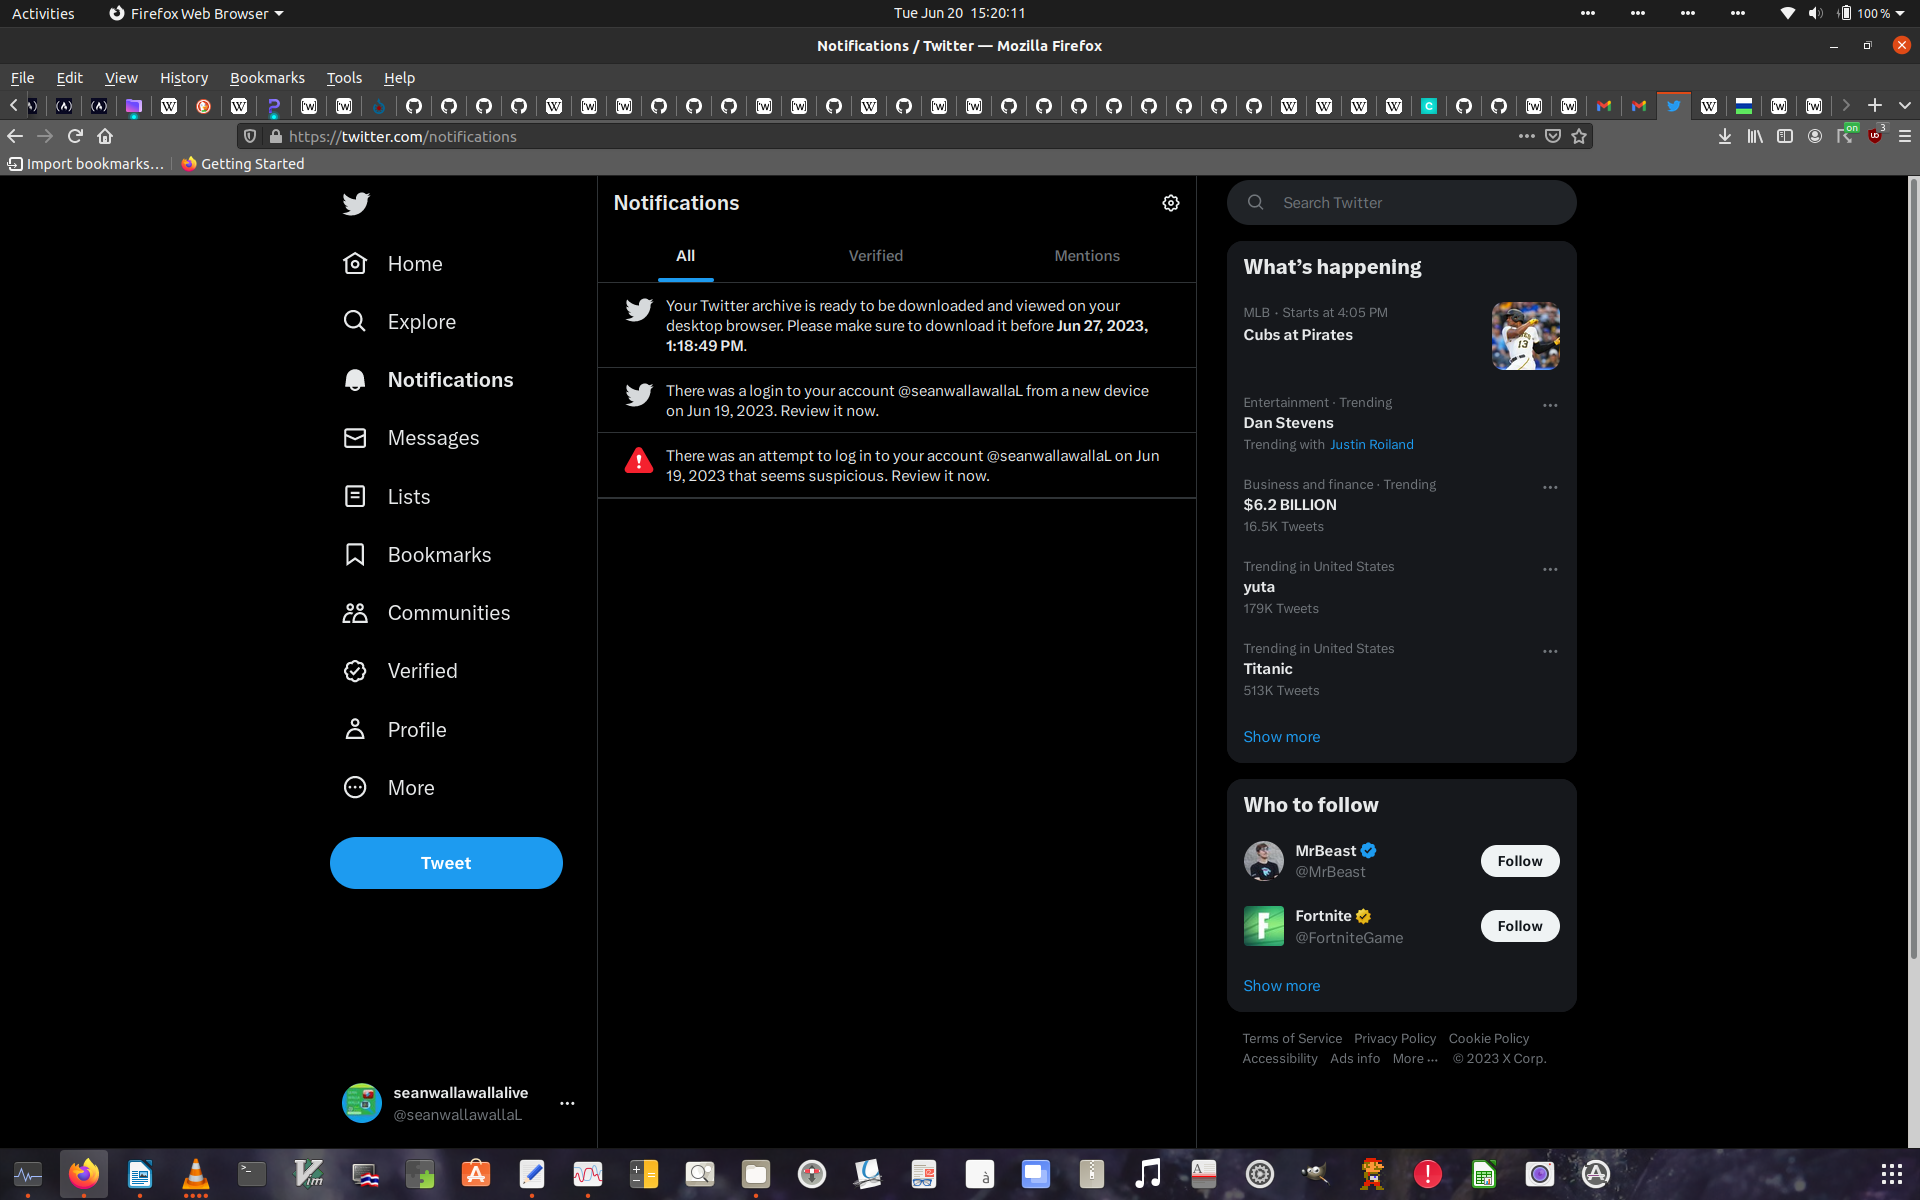 Activities
Firefox Web Browser
Tue Jun 20 15:20:11
100 %
Notifications / Twitter — Mozilla Firefox
File Edit View History Bookmarks Tools Help
https://twitter.com/notifications
on
3
Import bookmarks…
Getting Started
Home
Explore
Notifications
Messages
Lists
Bookmarks
Communities
Verified
Profile
More
Tweet
seanwallawallalive
@seanwallawallaL
Notifications
All
Verified
Mentions
Your Twitter archive is ready to be downloaded and viewed on your
desktop browser. Please make sure to download it before Jun 27, 2023,
1:18:49 PM.
There was a login to your account @seanwallawallaL from a new device
on Jun 19, 2023. Review it now.
There was an attempt to log in to your account @seanwallawallaL on Jun
19, 2023 that seems suspicious. Review it now.
Search Twitter
What’s happening
MLB · Starts at 4:05 PM
Cubs at Pirates
13
Entertainment · Trending
Dan Stevens
Trending with Justin Roiland
Business and finance · Trending
$6.2 BILLION
16.5K Tweets
Trending in United States
yuta
179K Tweets
Trending in United States
Titanic
513K Tweets
Show more
Who to follow
MrBeast
@MrBeast
Follow
Fortnite
@FortniteGame
Follow
Show more
Terms of Service Privacy Policy Cookie Policy
Accessibility Ads info More ··· © 2023 X Corp.